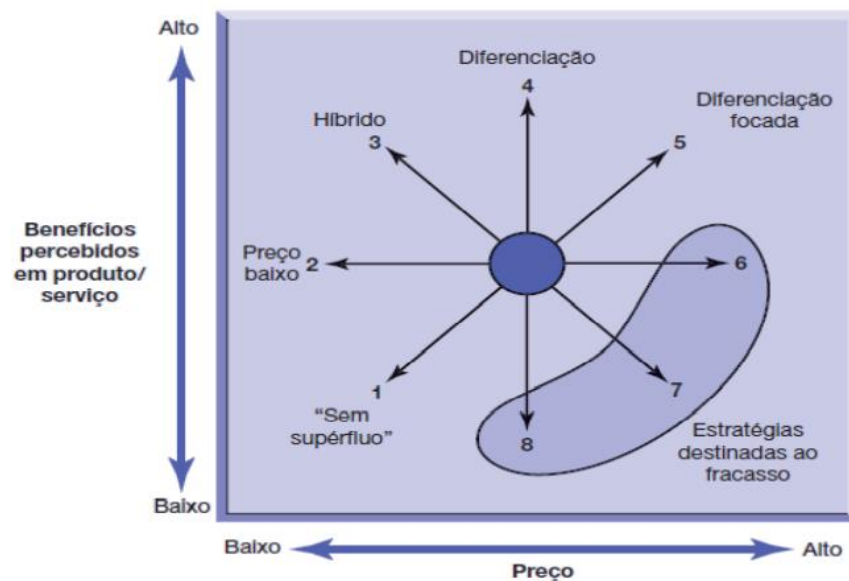 Alto
Diferenciação
4
Diferenciação
focada
Híbrido
3
5
Benefícios
percebidos
em produto/
serviço
Preço
baixo
2
6
1
7
"Sem
supérfluo"
8
Estratégias
destinadas ao
fracasso
Baixo
Baixo
Alto
Preço